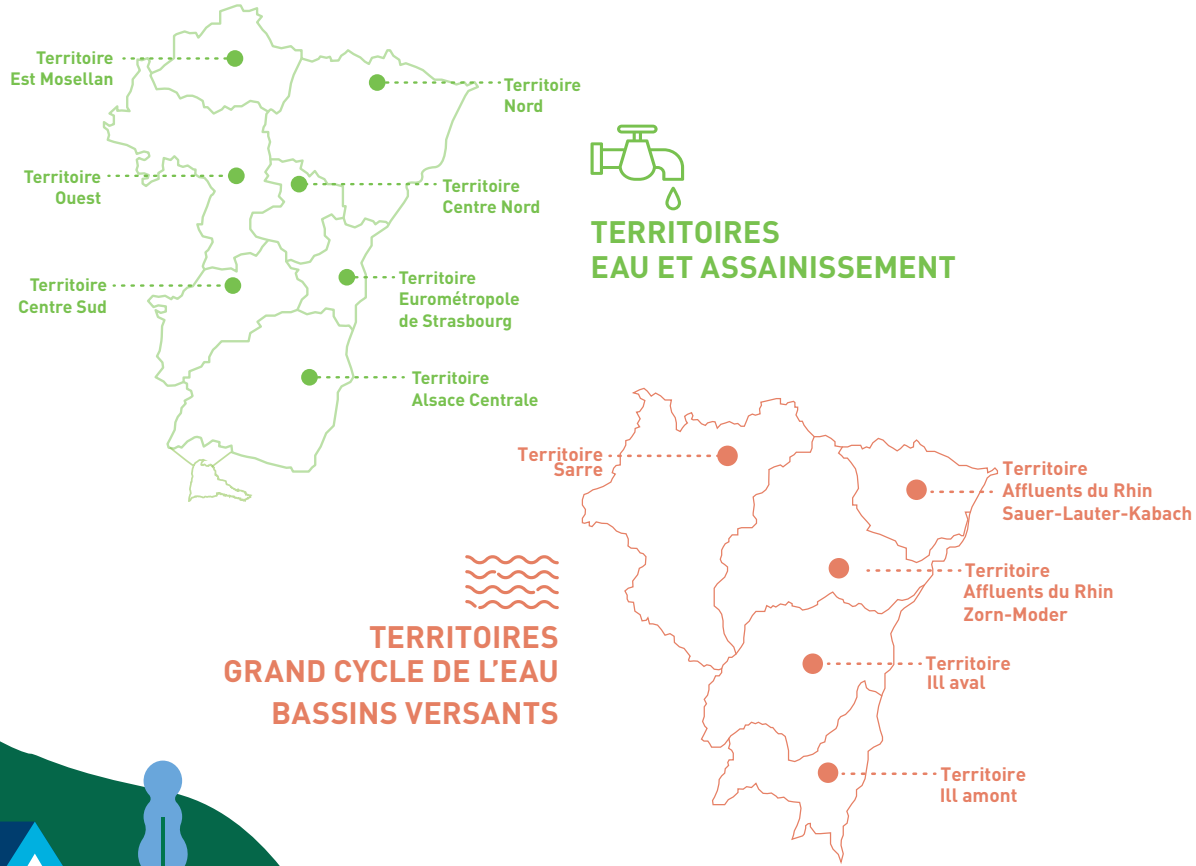 Territoire
Est Mosellan
Territoire
Nord
Territoire
Ouest
Territoire
Centre Nord
TERRITOIRES
EAU ET ASSAINISSEMENT
Territoire
Centre Sud
Territoire
Eurométropole
de Strasbourg
Territoire
Alsace Centrale
Territoire
Sarre
Territoire
Affluents du Rhin
Sauer-Lauter-Kabach
Territoire
Affluents du Rhin
Zorn-Moder
TERRITOIRES
GRAND CYCLE DE L'EAU
BASSINS VERSANTS
Territoire
Ill aval
Territoire
Ill amont